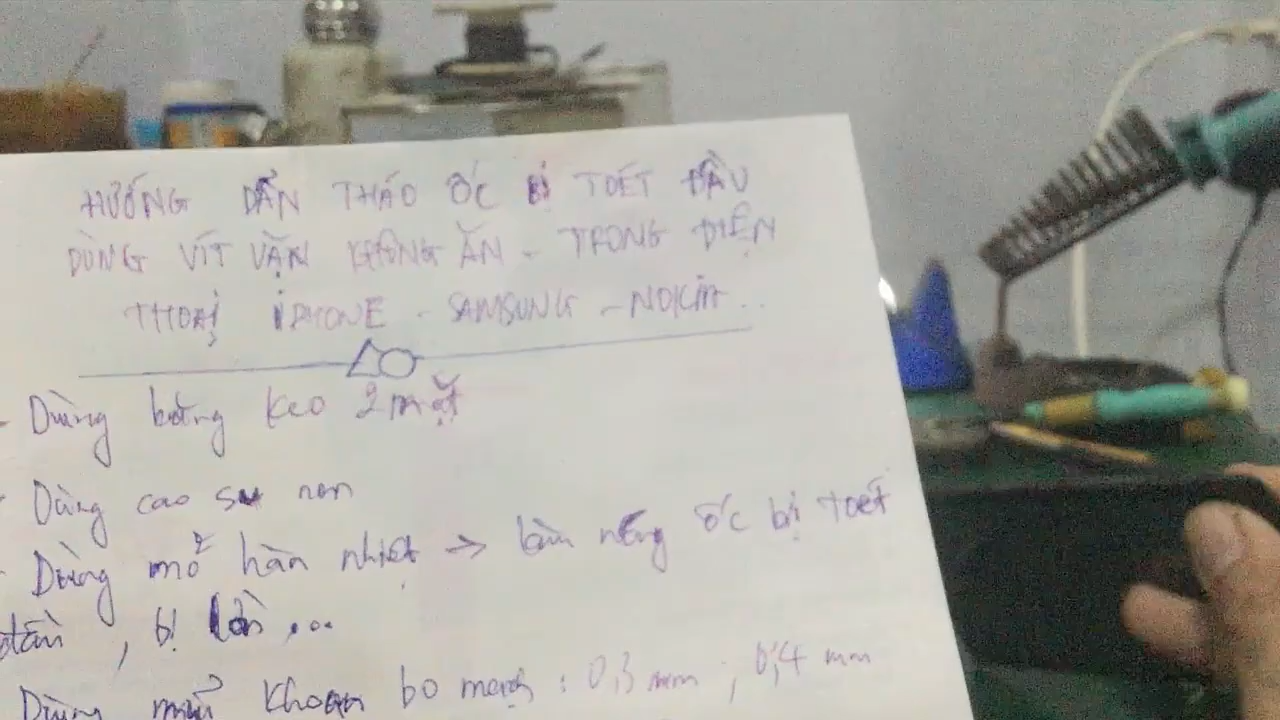 HƯỚNG DẪN THÁO ỐC BỊ TOÉT ĐẦU
DÙNG VÍT VẶN KHÔNG ĂN - TRONG ĐIỆN
THOẠI IPHONE - SAMSUNG - NOKIA...
- Dùng băng keo 2 mặt
- Dùng cao su non
- Dùng mỏ hàn nhiệt → làm nóng ốc bị toét
đầu, bị lờn, ...
Dùng mũi khoan bo mạch: 0,3 mm; 0,4 mm